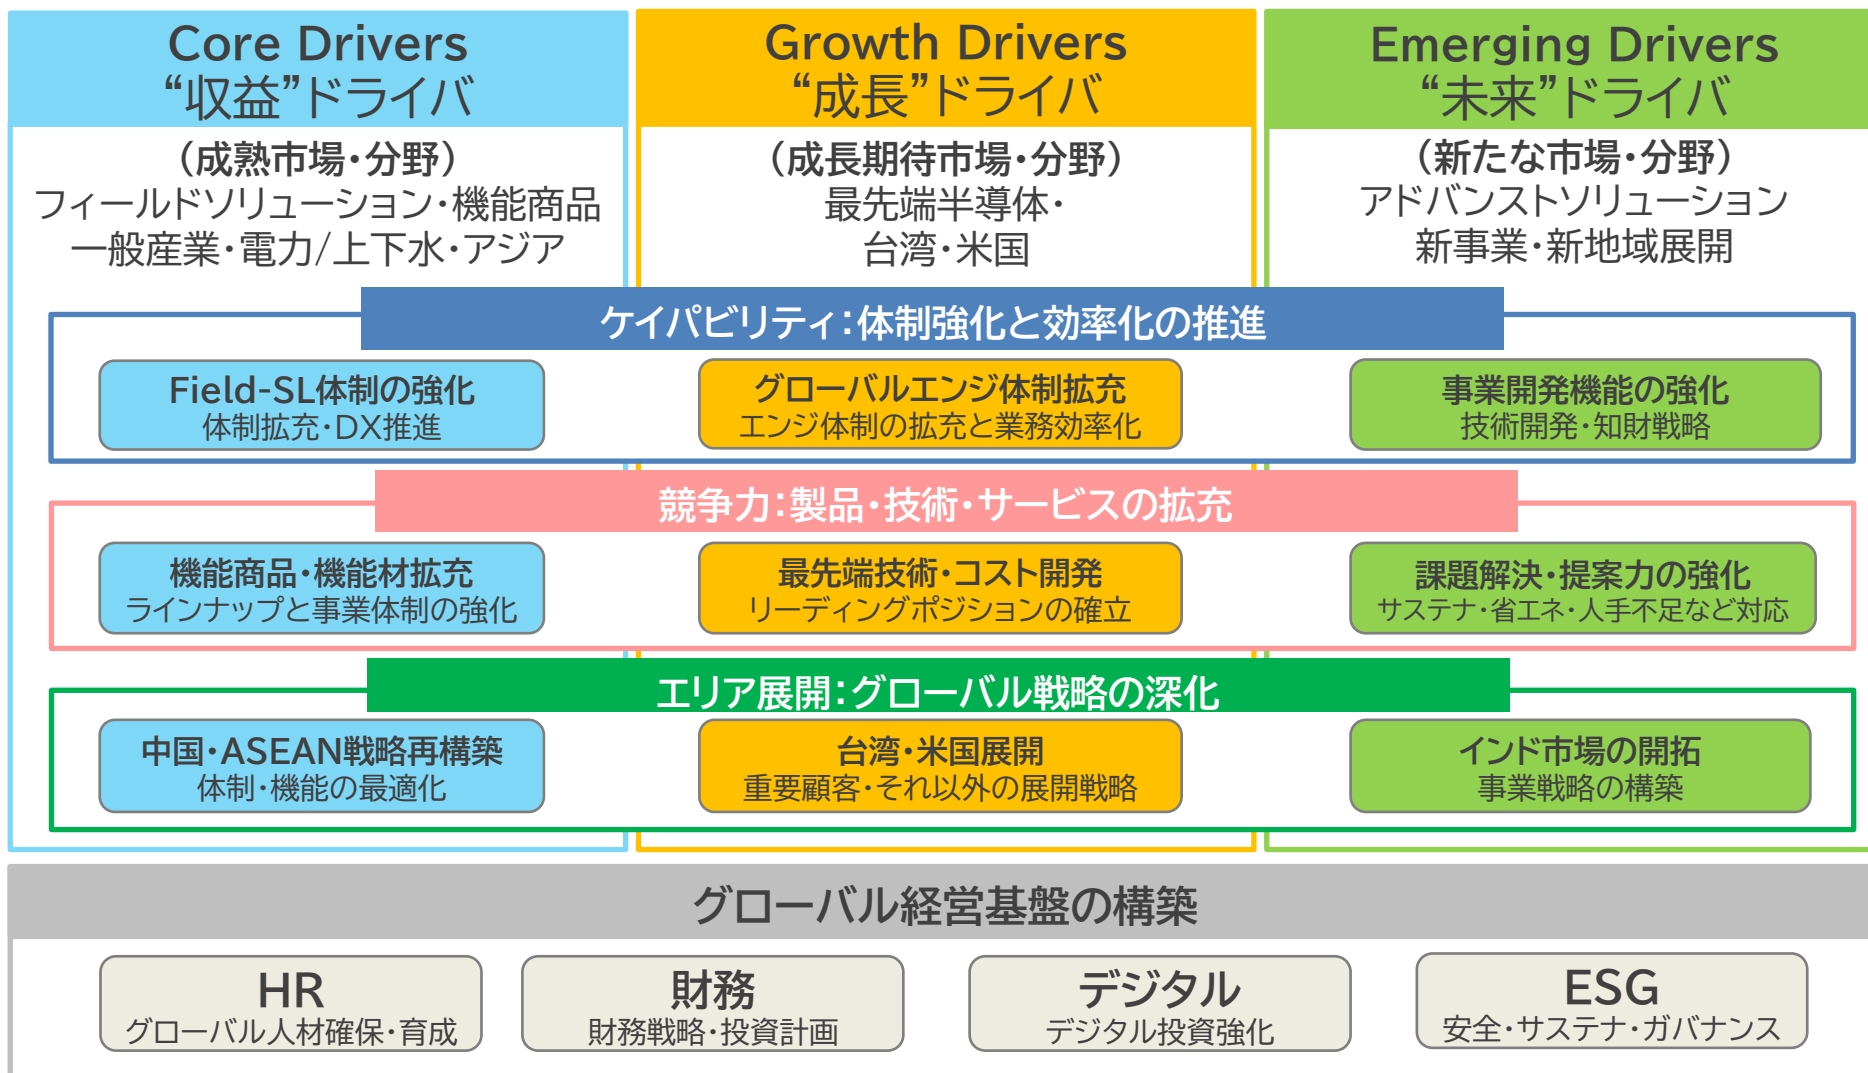 Core Drivers
“収益”ドライバ
（成熟市場・分野）
フィールドソリューション・機能商品
一般産業・電力/上下水・アジア
Growth Drivers
“成長”ドライバ
（成長期待市場・分野）
最先端半導体・
台湾・米国
Emerging Drivers
“未来”ドライバ
（新たな市場・分野）
アドバンストソリューション
新事業・新地域展開
ケイパビリティ：体制強化と効率化の推進
Field-SL体制の強化
体制拡充・DX推進
グローバルエンジ体制拡充
エンジ体制の拡充と業務効率化
事業開発機能の強化
技術開発・知財戦略
競争力：製品・技術・サービスの拡充
機能商品・機能材拡充
ラインナップと事業体制の強化
最先端技術・コスト開発
リーディングポジションの確立
課題解決・提案力の強化
サステナ・省エネ・人手不足など対応
エリア展開：グローバル戦略の深化
中国・ASEAN戦略再構築
体制・機能の最適化
台湾・米国展開
重要顧客・それ以外の展開戦略
インド市場の開拓
事業戦略の構築
グローバル経営基盤の構築
HR
グローバル人材確保・育成
財務
財務戦略・投資計画
デジタル
デジタル投資強化
ESG
安全・サステナ・ガバナンス